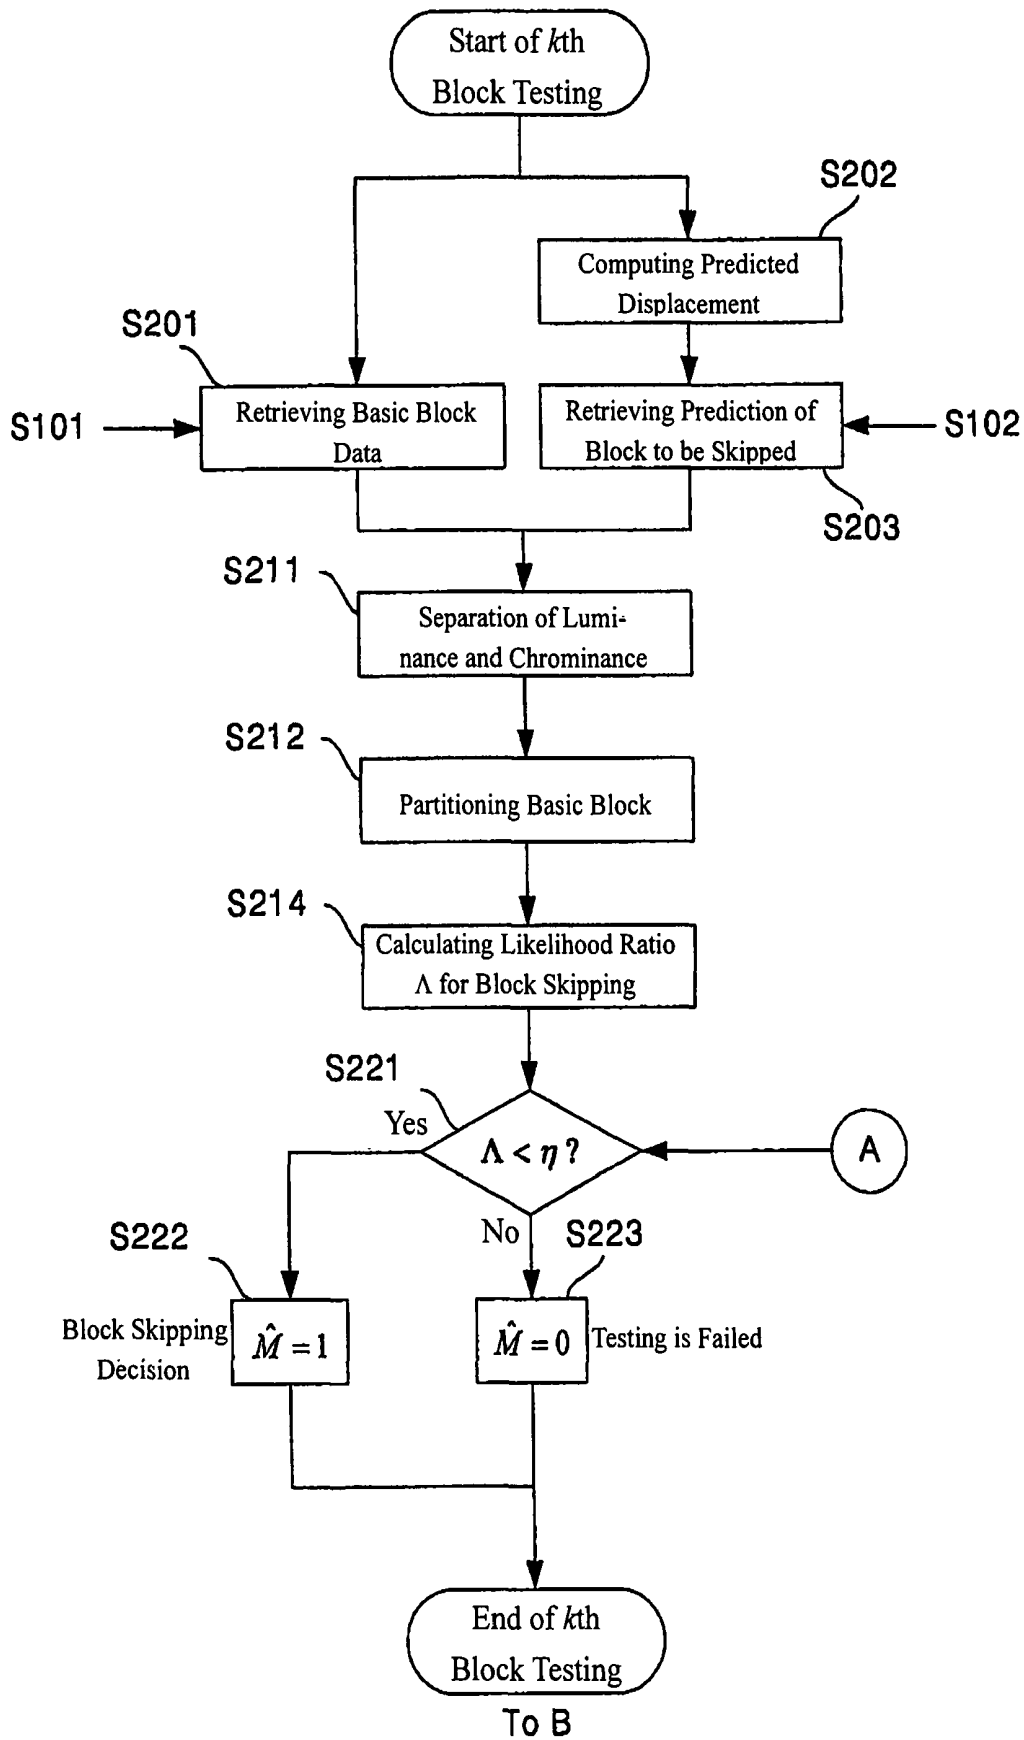 Start of kth
Block Testing
S202
Computing Predicted
Displacement
S201
S101
Retrieving Basic Block
Data
Retrieving Prediction of
Block to be Skipped
S102
S203
S211
Separation of Lumi-
nance and Chrominance
S212
Partitioning Basic Block
S214
Calculating Likelihood Ratio
Λ for Block Skipping
S221
Yes
Λ < η ?
A
No
S222
S223
Block Skipping
Decision
M̂ = 1
M̂ = 0
Testing is Failed
End of kth
Block Testing
To B